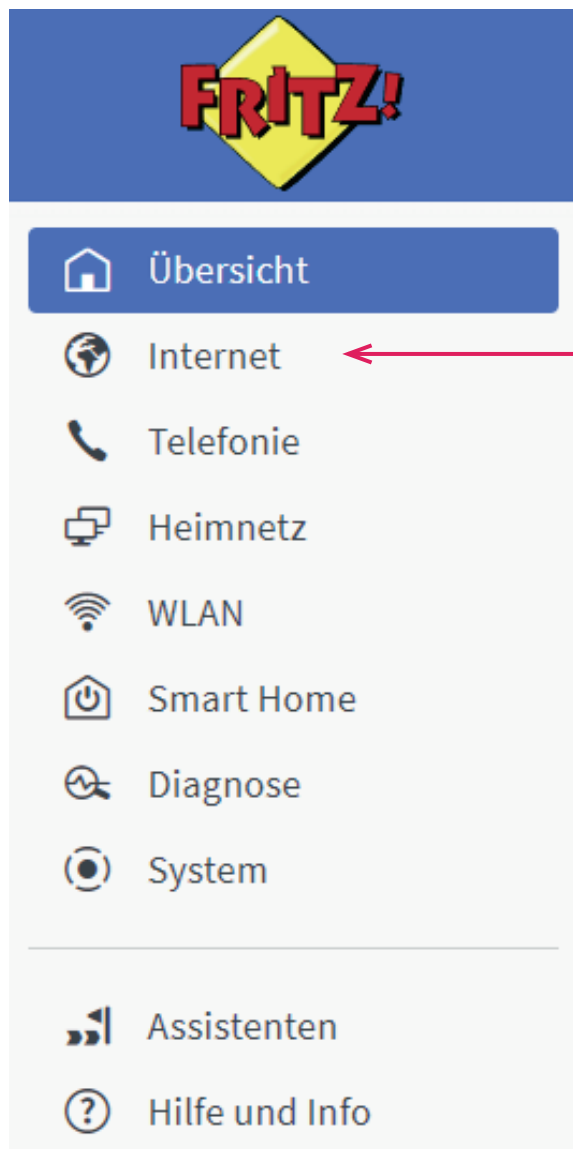 FRITZ!
Übersicht
Internet
Telefonie
Heimnetz
WLAN
Smart Home
Diagnose
System
Assistenten
Hilfe und Info